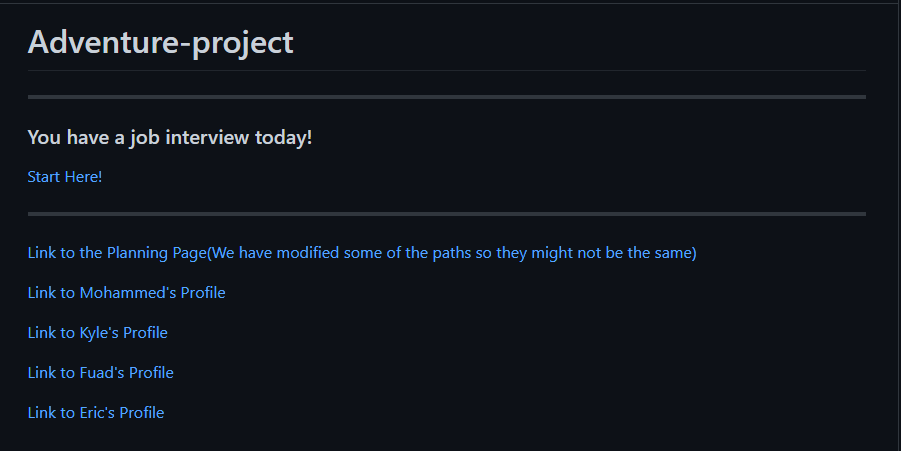 Adventure-project
You have a job interview today!
Start Here!
Link to the Planning Page(We have modified some of the paths so they might not be the same)
Link to Mohammed's Profile
Link to Kyle's Profile
Link to Fuad's Profile
Link to Eric's Profile